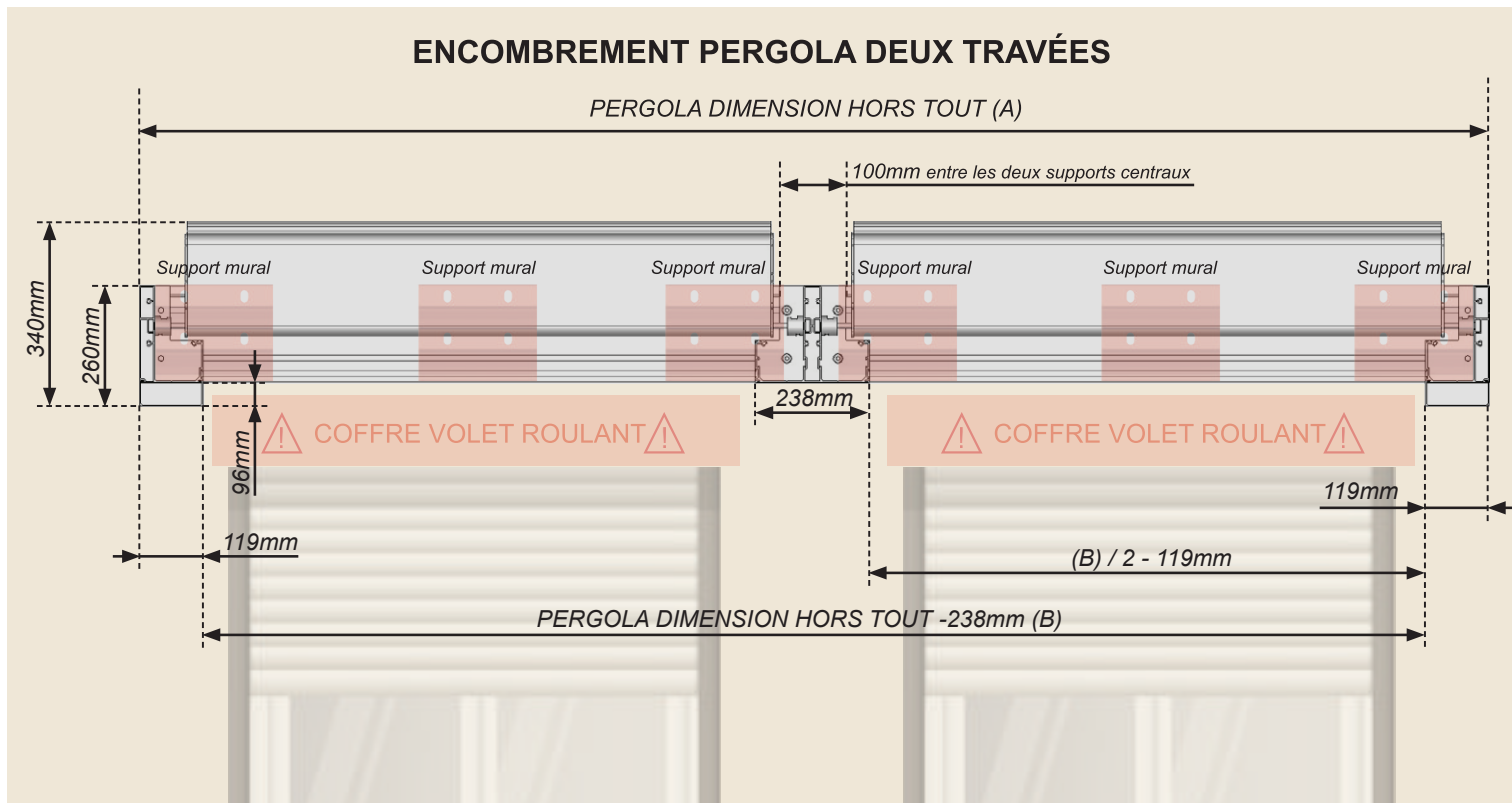 ENCOMBREMENT PERGOLA DEUX TRAVÉES
PERGOLA DIMENSION HORS TOUT (A)
100mm entre les deux supports centraux
Support mural
Support mural
Support mural
Support mural
Support mural
Support mural
340mm
260mm
238mm
COFFRE VOLET ROULANT
COFFRE VOLET ROULANT
96mm
119mm
119mm
(B) / 2 - 119mm
PERGOLA DIMENSION HORS TOUT -238mm (B)